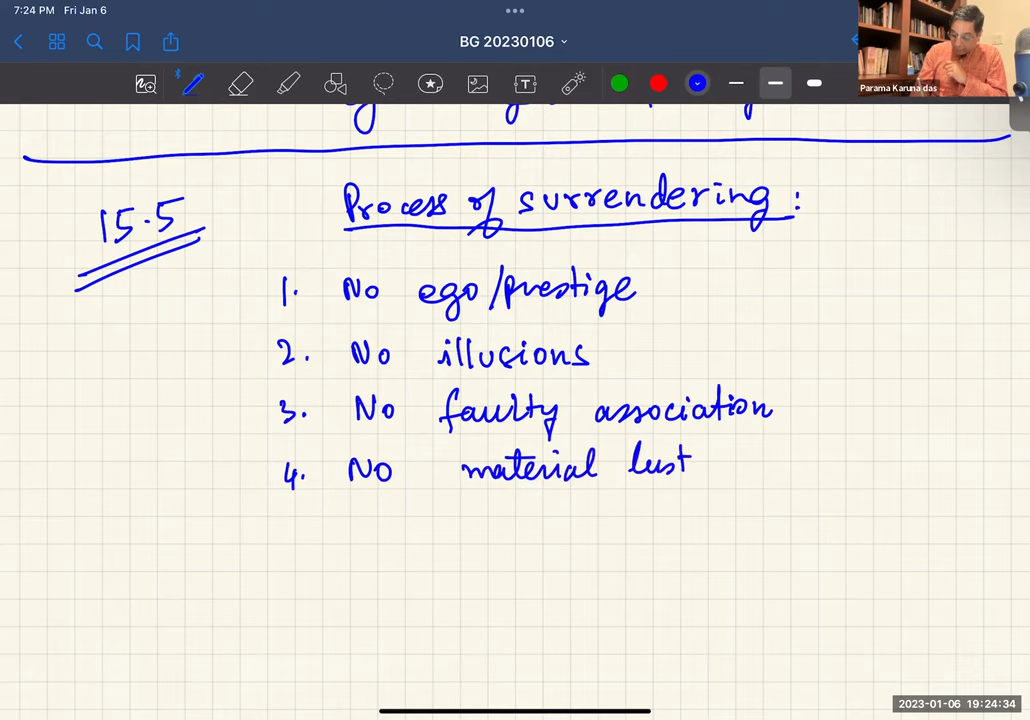 7:24 PM Fri Jan 6
BG 20230106
Parama Karuna das
15.5
Process of surrendering :
1. No ego/prestige
2. No illusions
3. No faulty association
4. No material lust
2023-01-06 19:24:34